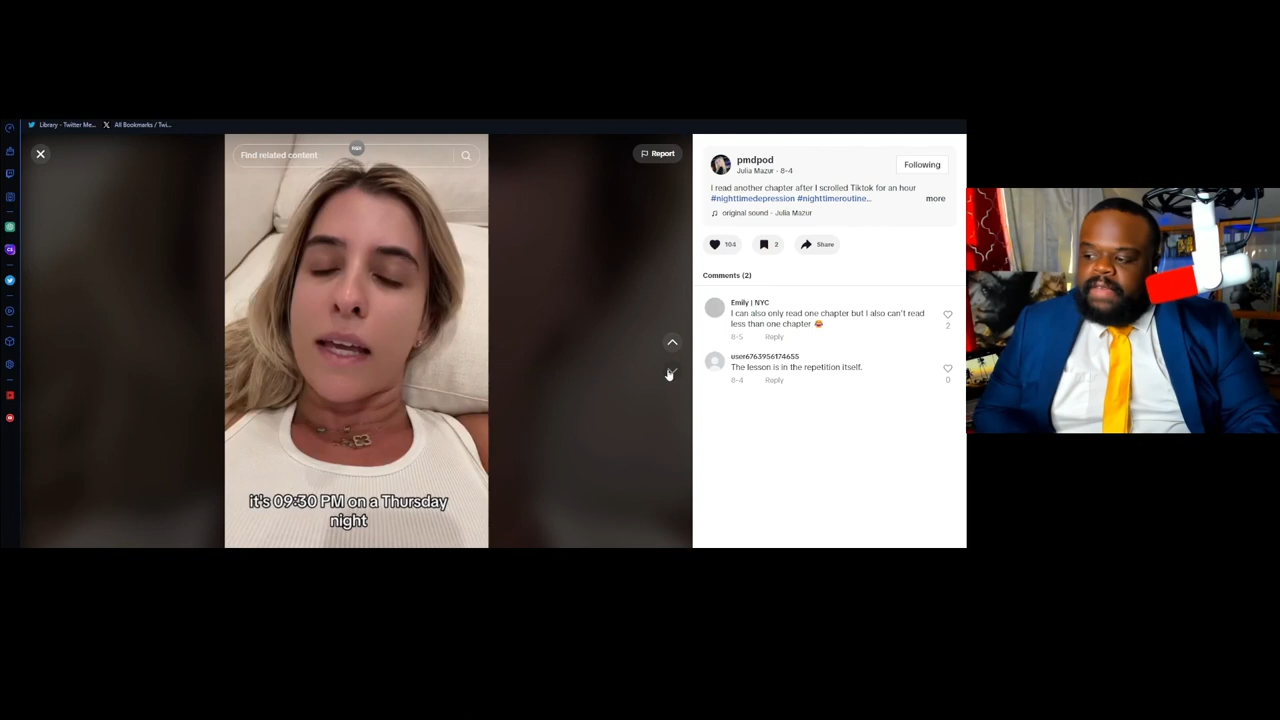 Library - Twitter Me...
All Bookmarks / Twi...
Find related content
Report
pmdpod
Julia Mazur · 8-4
Following
I read another chapter after I scrolled Tiktok for an hour
#nighttimedepression #nighttimeroutine...
more
original sound - Julia Mazur
104
2
Share
Comments (2)
Emily | NYC
I can also only read one chapter but I also can't read
less than one chapter 😂
2
8-5 Reply
user6763956174655
The lesson is in the repetition itself.
0
8-4 Reply
it's 09:30 PM on a Thursday
night